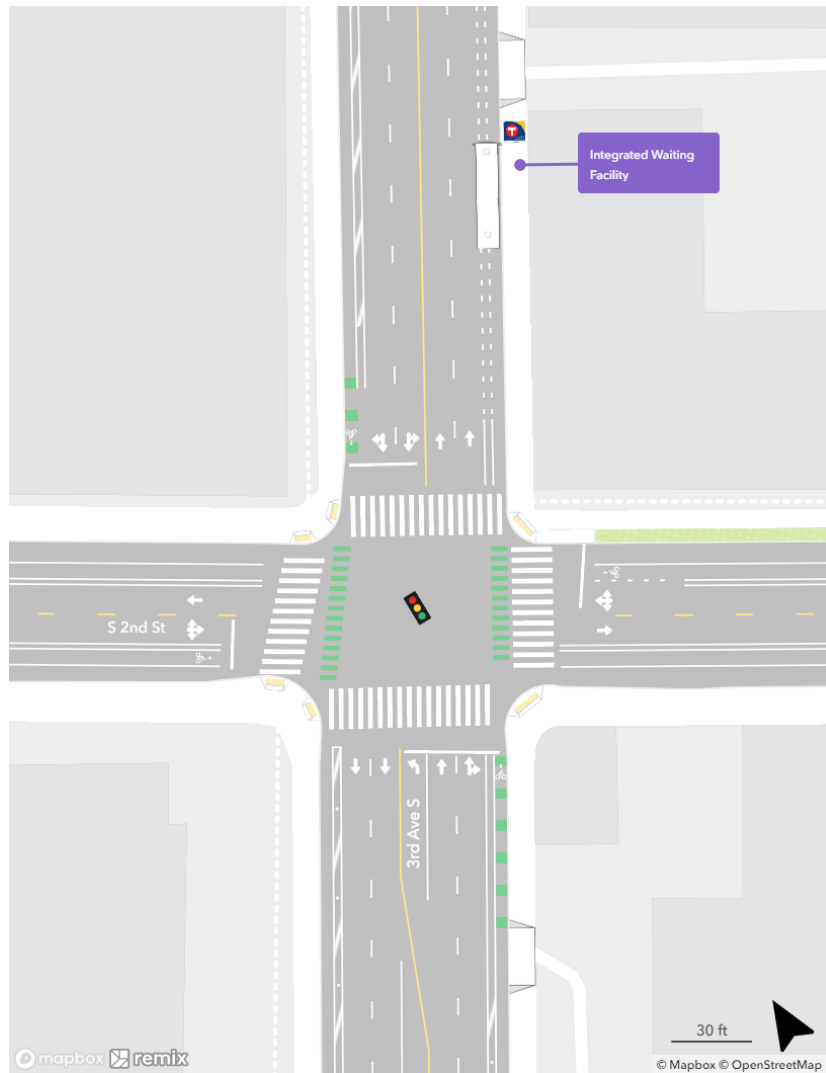 T
Integrated Waiting
Facility
S 2nd St
3rd Ave S
30 ft
mapbox remix
© Mapbox © OpenStreetMap